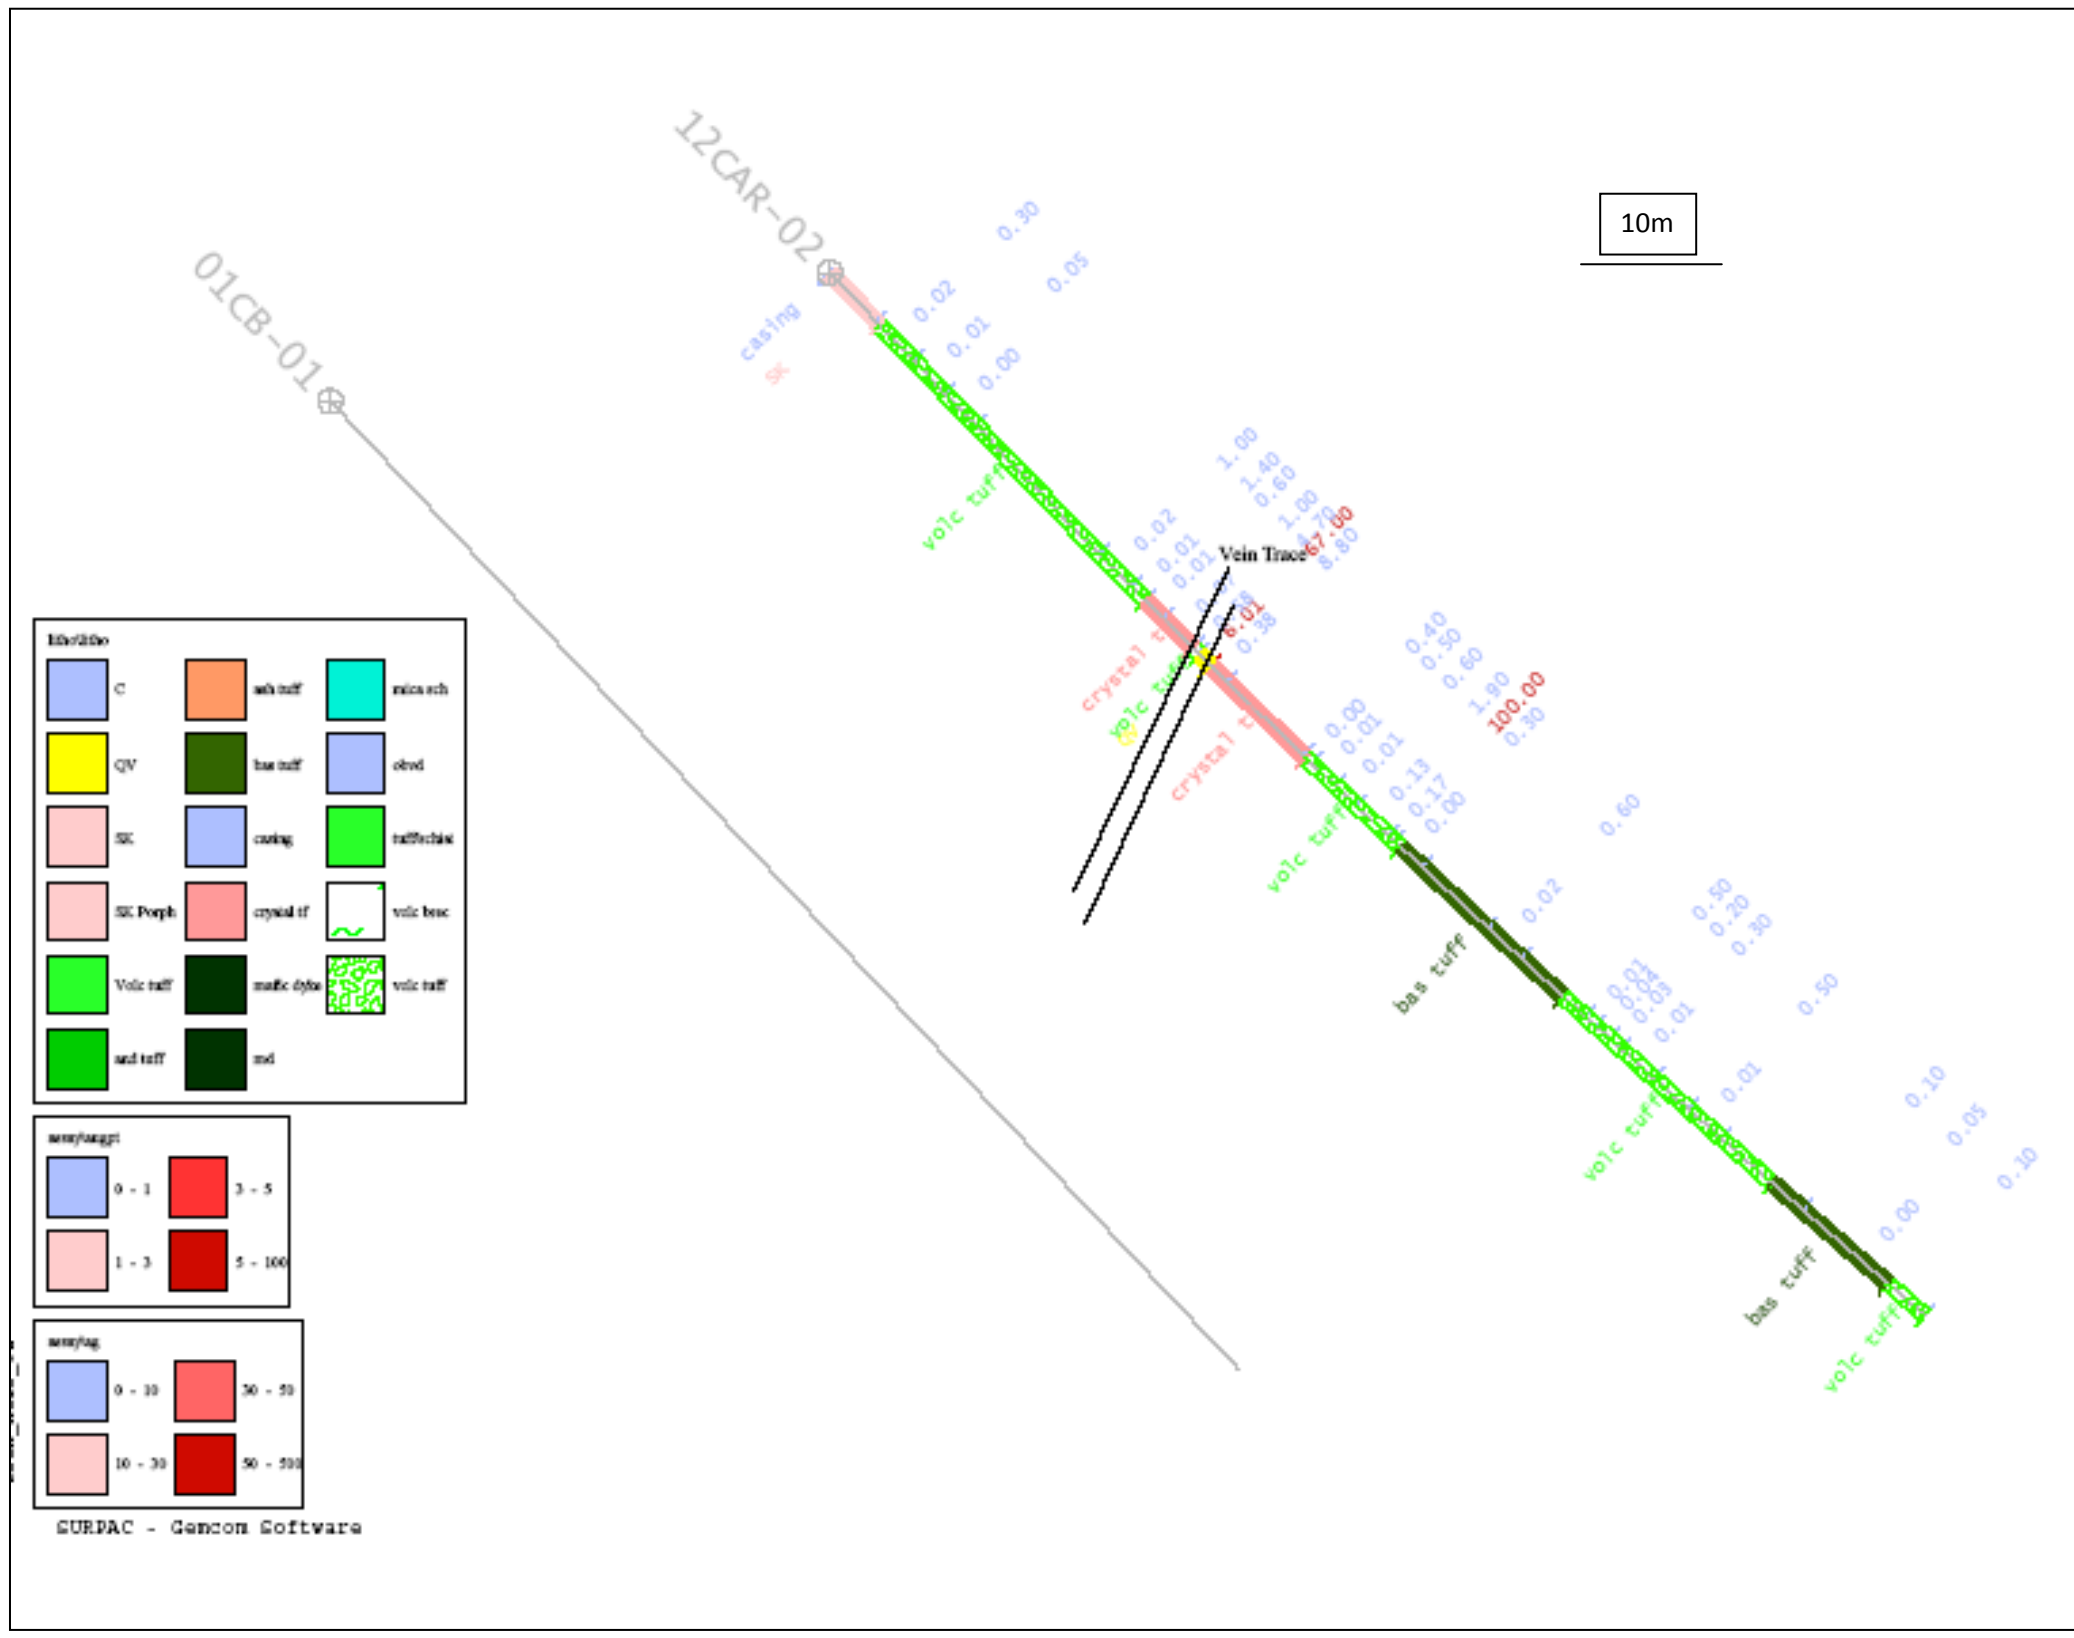 12CAR-02
01CB-01
10m
casing
SK
0.30
0.05
0.02
0.01
0.00
volc tuff
1.00
1.40
0.60
1.00
4.70
67.00
8.80
0.02
0.01
0.01
Vein Trace
6.01
0.38
crystal t
volc tuff
QV
crystal t
0.40
0.50
0.60
1.90
100.00
0.30
0.00
0.01
0.01
0.13
0.17
0.00
volc tuff
0.60
0.02
bas tuff
0.50
0.20
0.30
0.50
0.01
0.04
0.03
0.01
volc tuff
0.10
0.05
0.10
0.01
0.00
bas tuff
volc tuff
C
ash tuff
mica sch
QV
bas tuff
obvd
SK
casing
SK Porph
crystal tf
volc brec
Volc tuff
mafic dyke
volc tuff
and tuff
md
0 - 1
3 - 5
1 - 3
5 - 100
0 - 10
30 - 50
10 - 30
50 - 500
SURPAC - Gemcom Software